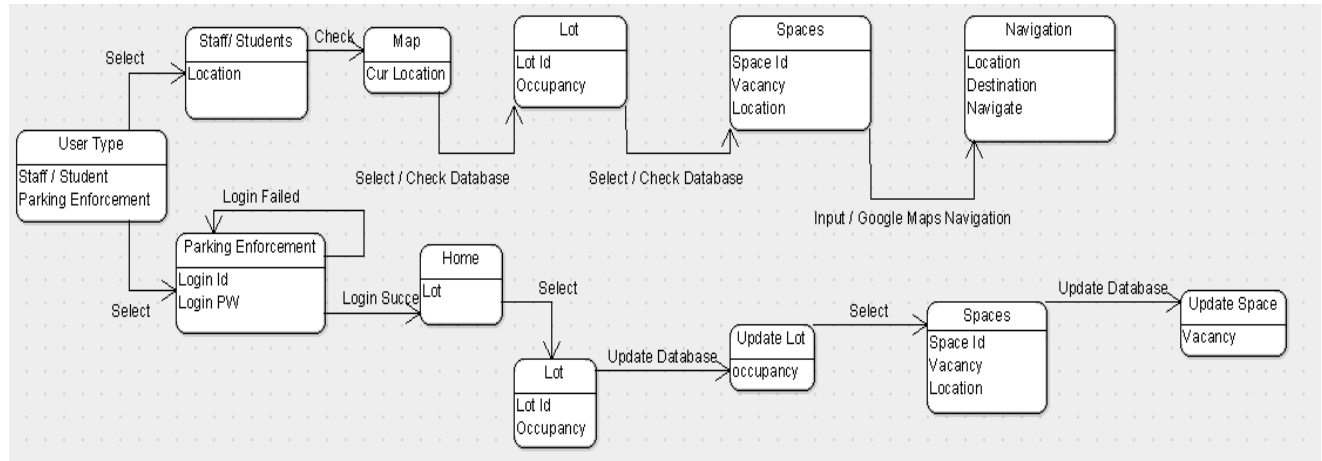 Select
Staff/ Students
Location
Check
Map
Cur Location
Lot
Lot Id
Occupancy
Spaces
Space Id
Vacancy
Location
Navigation
Location
Destination
Navigate
User Type
Staff / Student
Parking Enforcement
Select / Check Database
Select / Check Database
Input / Google Maps Navigation
Login Failed
Select
Parking Enforcement
Login Id
Login PW
Login Succe
Home
Lot
Select
Lot
Lot Id
Occupancy
Update Database
Update Lot
occupancy
Select
Spaces
Space Id
Vacancy
Location
Update Database
Update Space
Vacancy